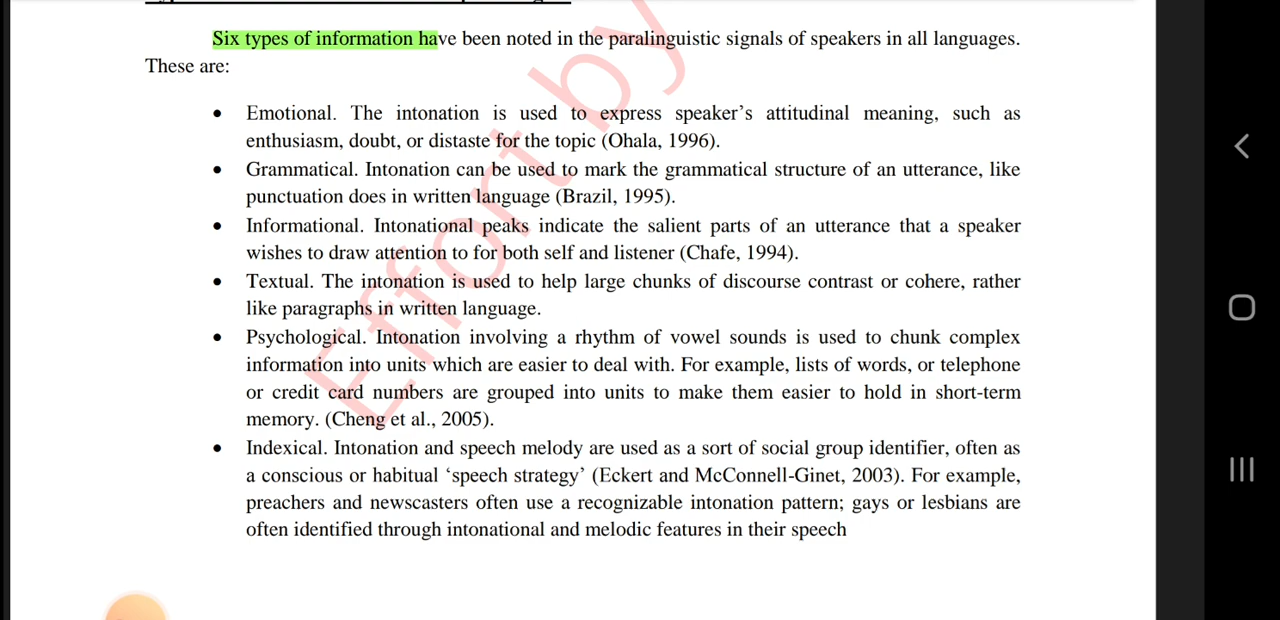 Six types of information have been noted in the paralinguistic signals of speakers in all languages.
These are:
• Emotional. The intonation is used to express speaker's attitudinal meaning, such as
enthusiasm, doubt, or distaste for the topic (Ohala, 1996).
• Grammatical. Intonation can be used to mark the grammatical structure of an utterance, like
punctuation does in written language (Brazil, 1995).
• Informational. Intonational peaks indicate the salient parts of an utterance that a speaker
wishes to draw attention to for both self and listener (Chafe, 1994).
• Textual. The intonation is used to help large chunks of discourse contrast or cohere, rather
like paragraphs in written language.
• Psychological. Intonation involving a rhythm of vowel sounds is used to chunk complex
information into units which are easier to deal with. For example, lists of words, or telephone
or credit card numbers are grouped into units to make them easier to hold in short-term
memory. (Cheng et al., 2005).
• Indexical. Intonation and speech melody are used as a sort of social group identifier, often as
a conscious or habitual ‘speech strategy’ (Eckert and McConnell-Ginet, 2003). For example,
preachers and newscasters often use a recognizable intonation pattern; gays or lesbians are
often identified through intonational and melodic features in their speech
Effort by